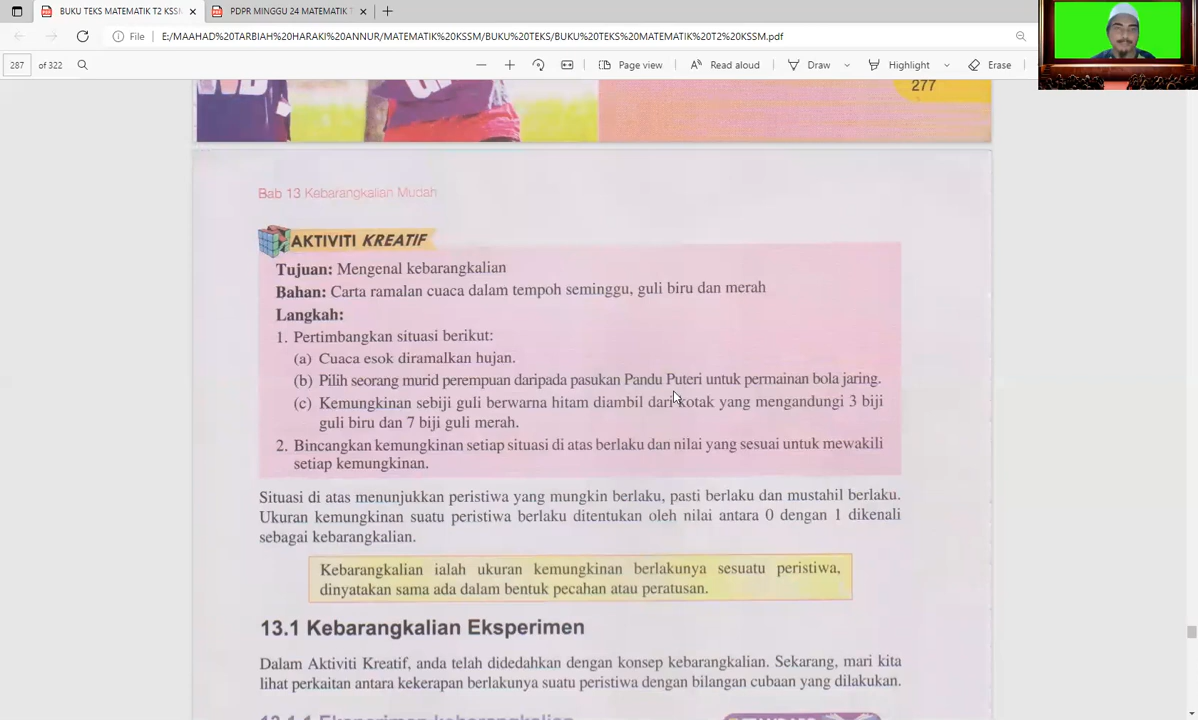 BUKU TEKS MATEMATIK T2 KSSM
PDPR MINGGU 24 MATEMATIK T
File
E:/MAAHAD%20TARBIAH%20HARAKI%20ANNUR/MATEMATIK%20KSSM/BUKU%20TEKS/BUKU%20TEKS%20MATEMATIK%20T2%20KSSM.pdf
287 of 322
Page view
Read aloud
Draw
Highlight
Erase
277
Bab 13 Kebarangkalian Mudah
AKTIVITI KREATIF
Tujuan: Mengenal kebarangkalian
Bahan: Carta ramalan cuaca dalam tempoh seminggu, guli biru dan merah
Langkah:
1. Pertimbangkan situasi berikut:
(a) Cuaca esok diramalkan hujan.
(b) Pilih seorang murid perempuan daripada pasukan Pandu Puteri untuk permainan bola jaring.
(c) Kemungkinan sebiji guli berwarna hitam diambil dari kotak yang mengandungi 3 biji
guli biru dan 7 biji guli merah.
2. Bincangkan kemungkinan setiap situasi di atas berlaku dan nilai yang sesuai untuk mewakili
setiap kemungkinan.
Situasi di atas menunjukkan peristiwa yang mungkin berlaku, pasti berlaku dan mustahil berlaku.
Ukuran kemungkinan suatu peristiwa berlaku ditentukan oleh nilai antara 0 dengan 1 dikenali
sebagai kebarangkalian.
Kebarangkalian ialah ukuran kemungkinan berlakunya sesuatu peristiwa,
dinyatakan sama ada dalam bentuk pecahan atau peratusan.
13.1 Kebarangkalian Eksperimen
Dalam Aktiviti Kreatif, anda telah didedahkan dengan konsep kebarangkalian. Sekarang, mari kita
lihat perkaitan antara kekerapan berlakunya suatu peristiwa dengan bilangan cubaan yang dilakukan.
13.1.1 Eksperimen kebarangkalian